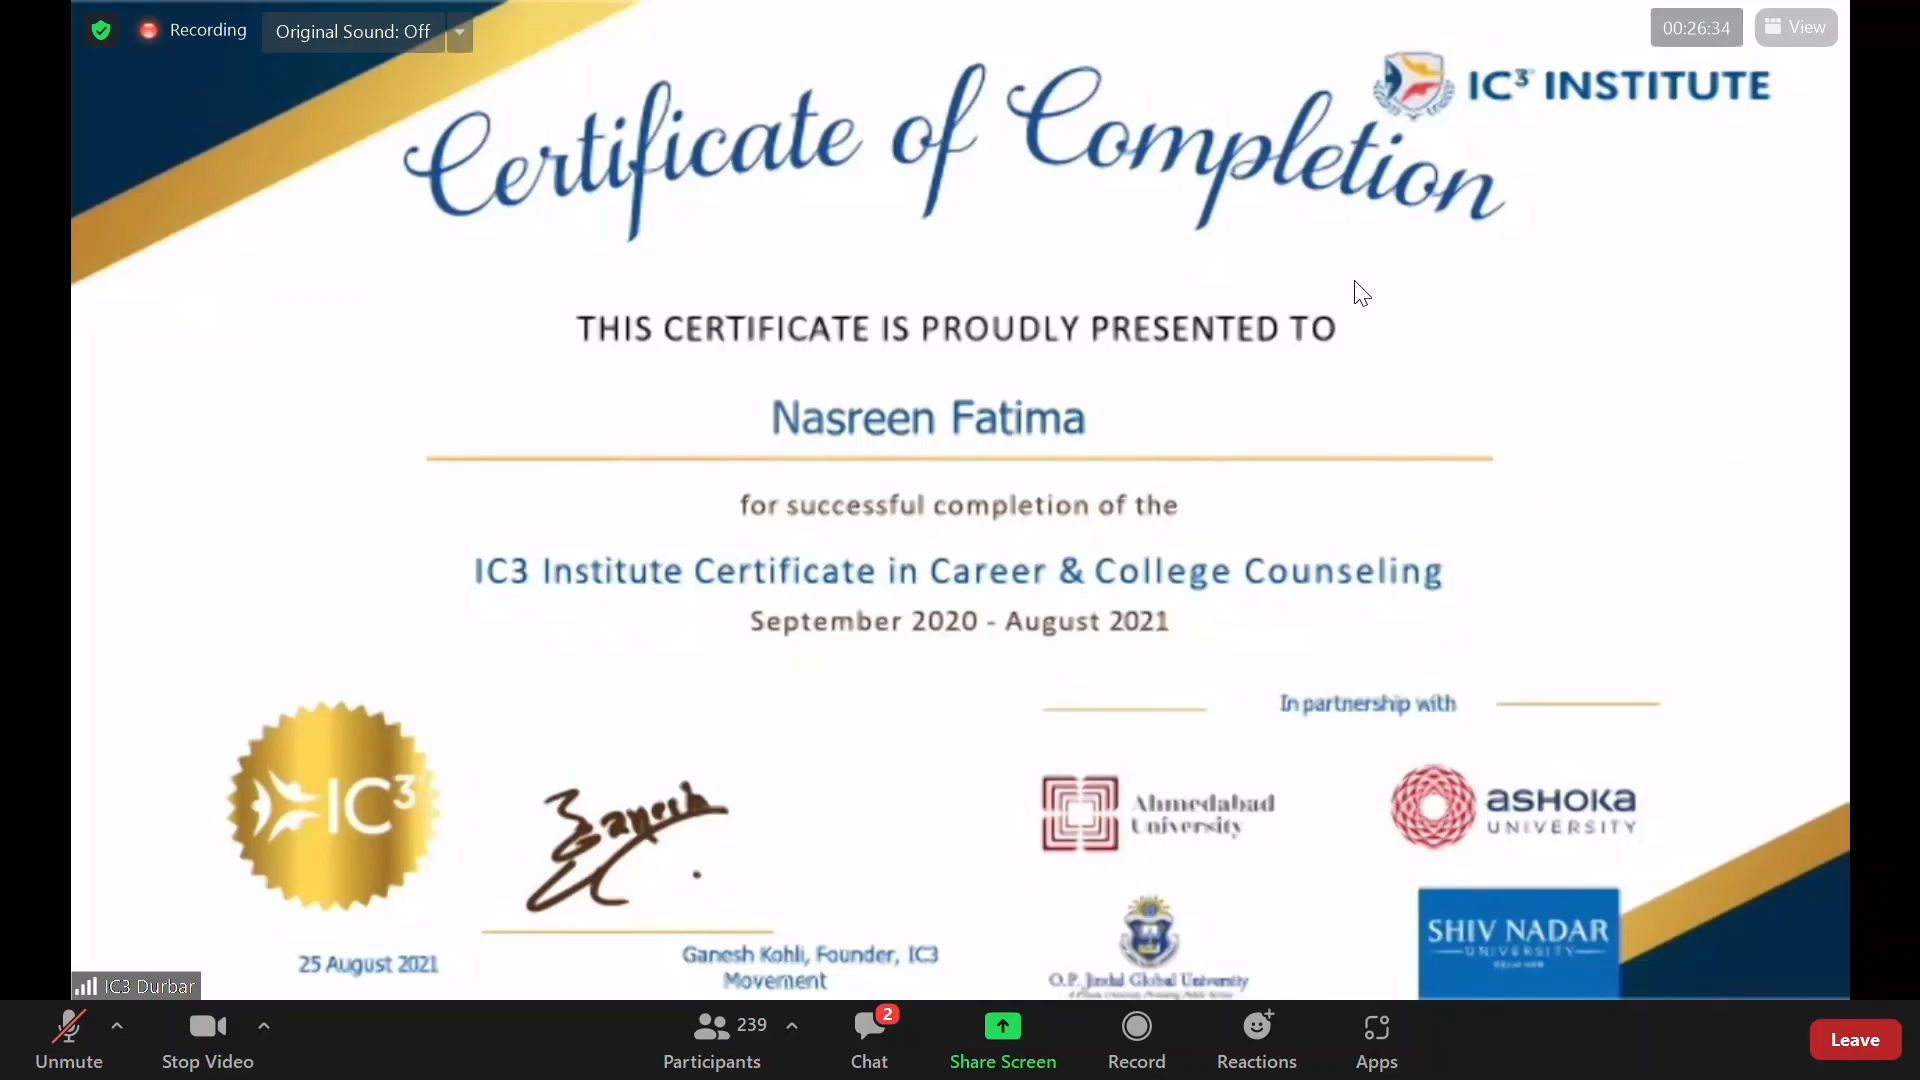 Recording
Original Sound: Off
00:26:34
View
IC³ INSTITUTE
Certificate of Completion
THIS CERTIFICATE IS PROUDLY PRESENTED TO
Nasreen Fatima
for successful completion of the
IC3 Institute Certificate in Career & College Counseling
September 2020 - August 2021
In partnership with
IC³
Ganesh
Ahmedabad
University
ASHOKA
UNIVERSITY
25 August 2021
Ganesh Kohli, Founder, IC3
Movement
O.P. Jindal Global University
SHIV NADAR
UNIVERSITY
IC3 Durbar
Unmute
Stop Video
239
Participants
2
Chat
Share Screen
Record
Reactions
Apps
Leave